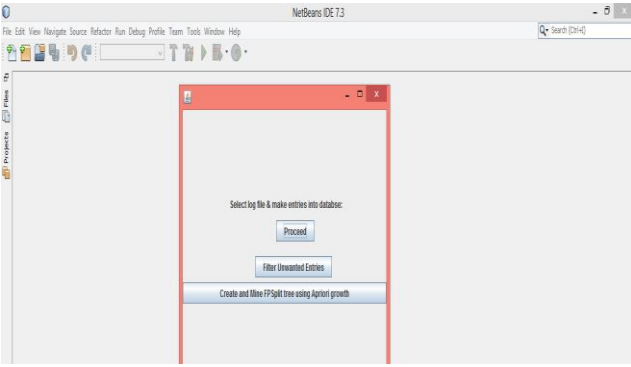 NetBeans IDE 7.3
File Edit View Navigate Source Refactor Run Debug Profile Team Tools Window Help
Search (Ctrl+I)
Files
Projects
Select log file & make entries into databse:
Proceed
Filter Unwanted Entries
Create and Mine FPSplit tree using Apriori growth